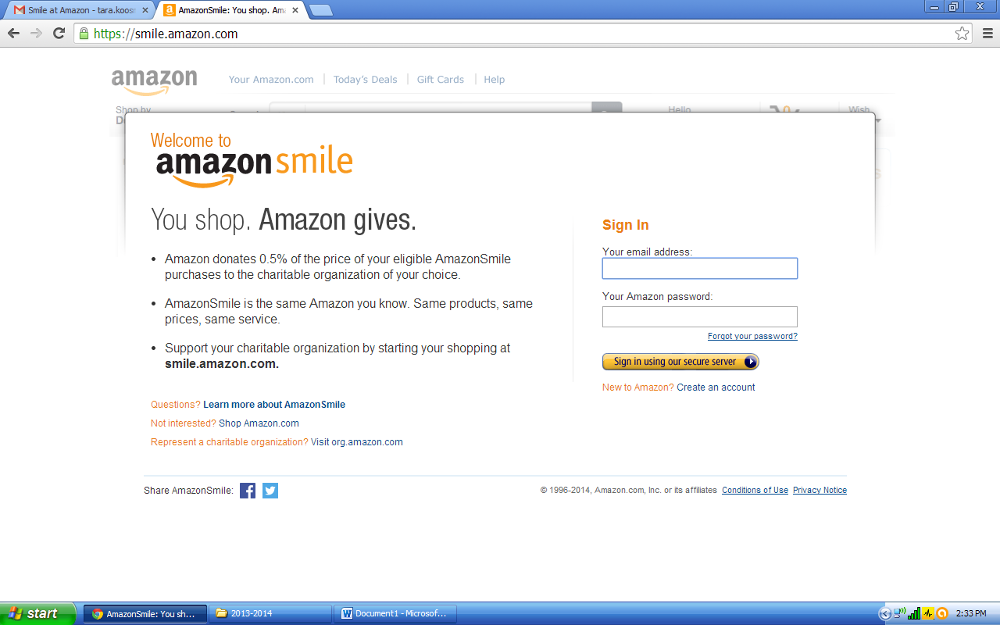 Smile at Amazon - tara.koosr
AmazonSmile: You shop. Ama
https://smile.amazon.com
amazon
Your Amazon.com
Today's Deals
Gift Cards
Help
Shop by
Hello
Wish
Welcome to
amazonsmile
You shop. Amazon gives.
• Amazon donates 0.5% of the price of your eligible AmazonSmile
purchases to the charitable organization of your choice.
• AmazonSmile is the same Amazon you know. Same products, same
prices, same service.
• Support your charitable organization by starting your shopping at
smile.amazon.com.
Questions? Learn more about AmazonSmile
Not interested? Shop Amazon.com
Represent a charitable organization? Visit org.amazon.com
Sign In
Your email address:
Your Amazon password:
Forgot your password?
Sign in using our secure server
New to Amazon? Create an account
Share AmazonSmile:
© 1996-2014, Amazon.com, Inc. or its affiliates Conditions of Use Privacy Notice
start
AmazonSmile: You sh...
2013-2014
Document1 - Microsof...
2:33 PM